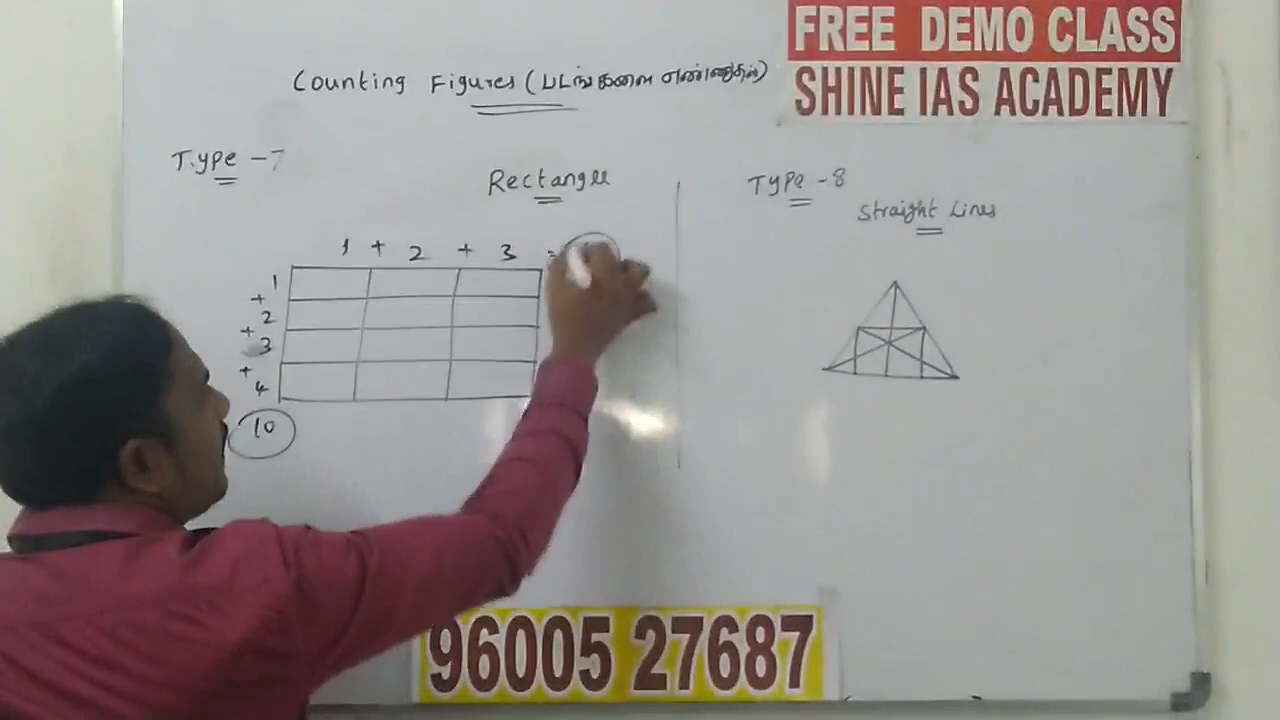 FREE DEMO CLASS
SHINE IAS ACADEMY
Counting Figures (படங்களை எண்ணுதல்)
Type - 7
Rectangle
Type - 8
Straight Lines
1 + 2 + 3 =
1
+
2
+
3
+
4
10
96005 27687